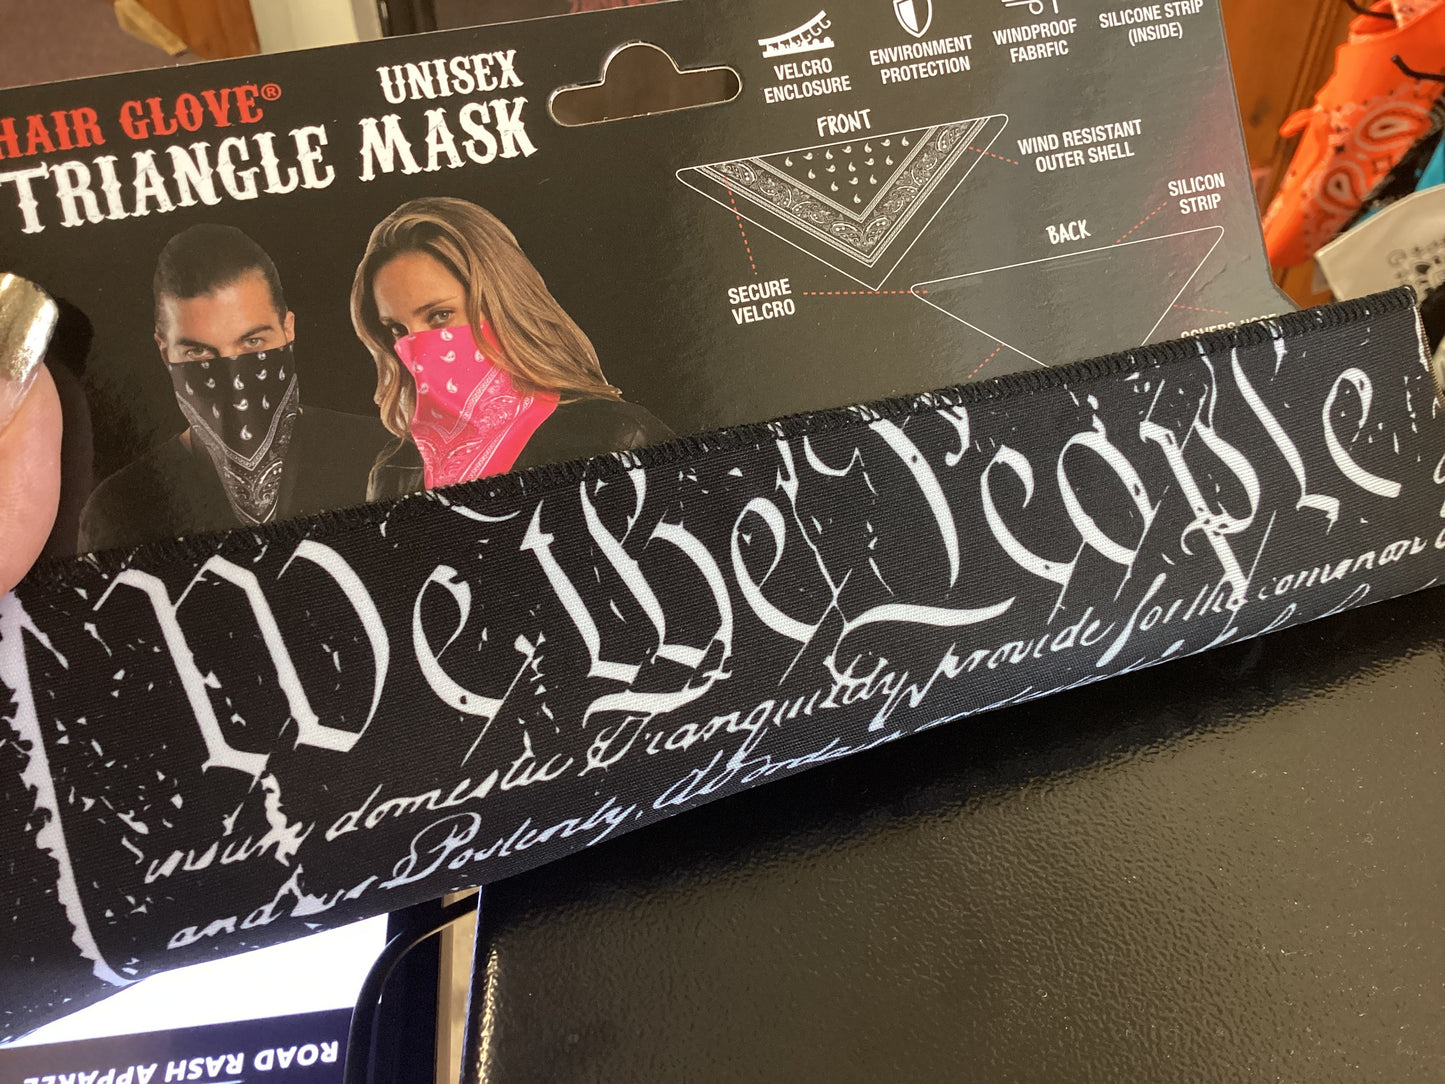 HAIR GLOVE®
UNISEX
TRIANGLE MASK
VELCRO
ENCLOSURE
ENVIRONMENT
PROTECTION
WINDPROOF
FABRFIC
SILICONE STRIP
(INSIDE)
FRONT
WIND RESISTANT
OUTER SHELL
SILICON
STRIP
BACK
SECURE
VELCRO
We the People
insure domestic Tranquility, provide for the common
and our Posterity,
ROAD RASH APPAREL